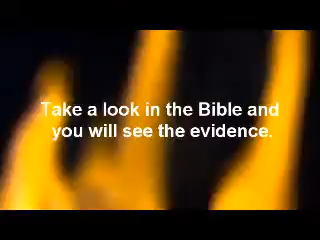 Take a look in the Bible and
you will see the evidence.